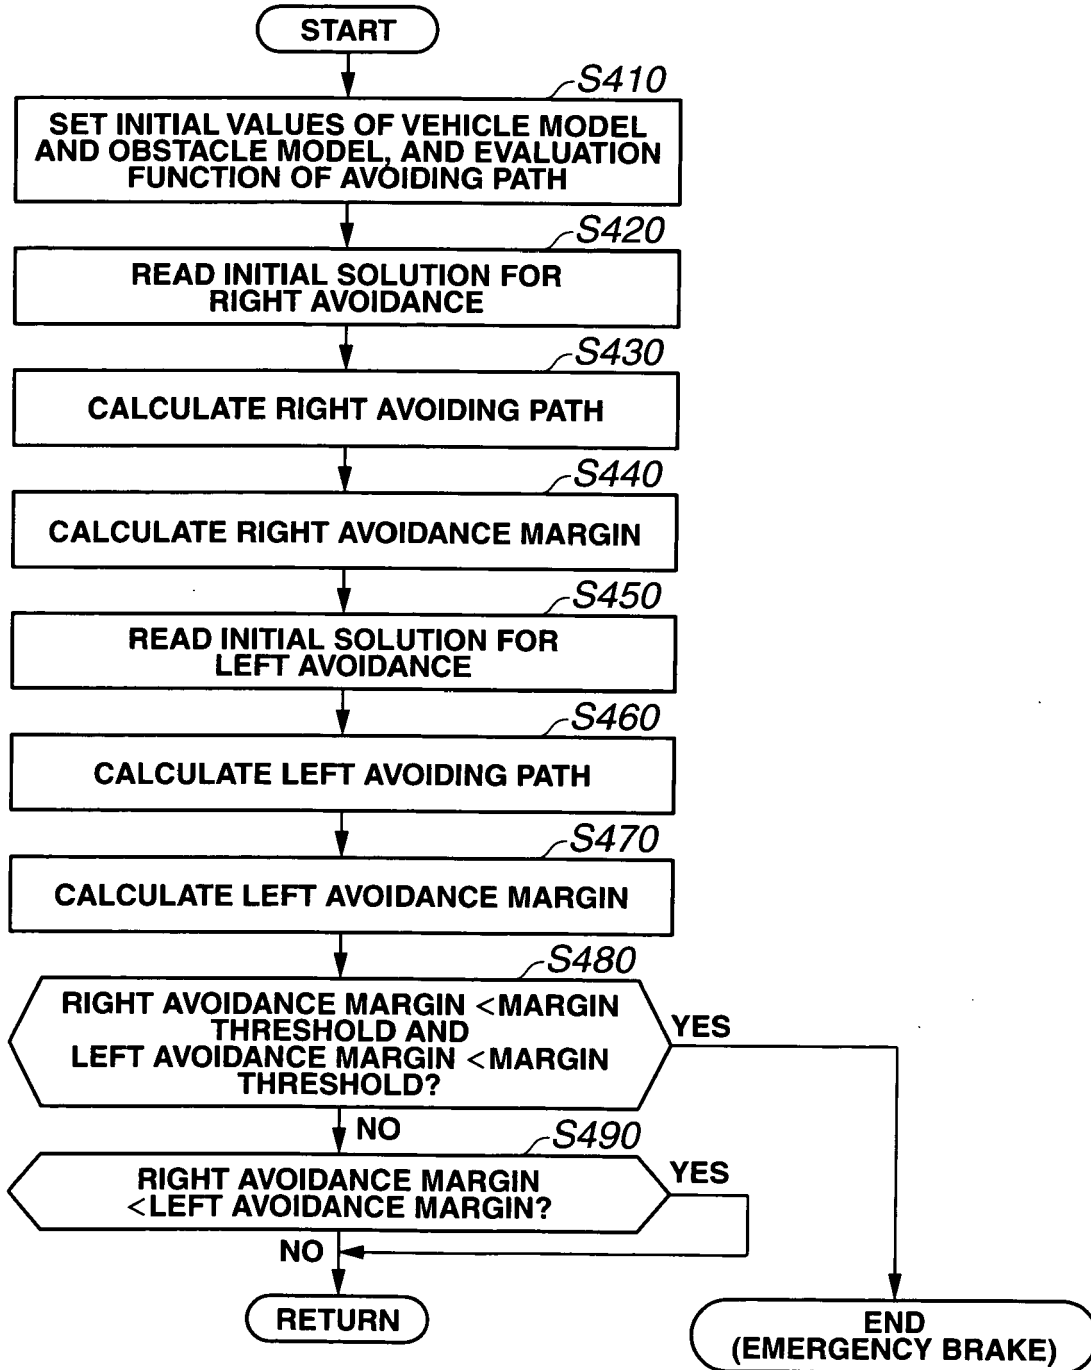 START
S410
SET INITIAL VALUES OF VEHICLE MODEL
AND OBSTACLE MODEL, AND EVALUATION
FUNCTION OF AVOIDING PATH
S420
READ INITIAL SOLUTION FOR
RIGHT AVOIDANCE
S430
CALCULATE RIGHT AVOIDING PATH
S440
CALCULATE RIGHT AVOIDANCE MARGIN
S450
READ INITIAL SOLUTION FOR
LEFT AVOIDANCE
S460
CALCULATE LEFT AVOIDING PATH
S470
CALCULATE LEFT AVOIDANCE MARGIN
S480
RIGHT AVOIDANCE MARGIN <MARGIN
THRESHOLD AND
LEFT AVOIDANCE MARGIN <MARGIN
THRESHOLD?
YES
NO
S490
RIGHT AVOIDANCE MARGIN
<LEFT AVOIDANCE MARGIN?
YES
NO
RETURN
END
(EMERGENCY BRAKE)